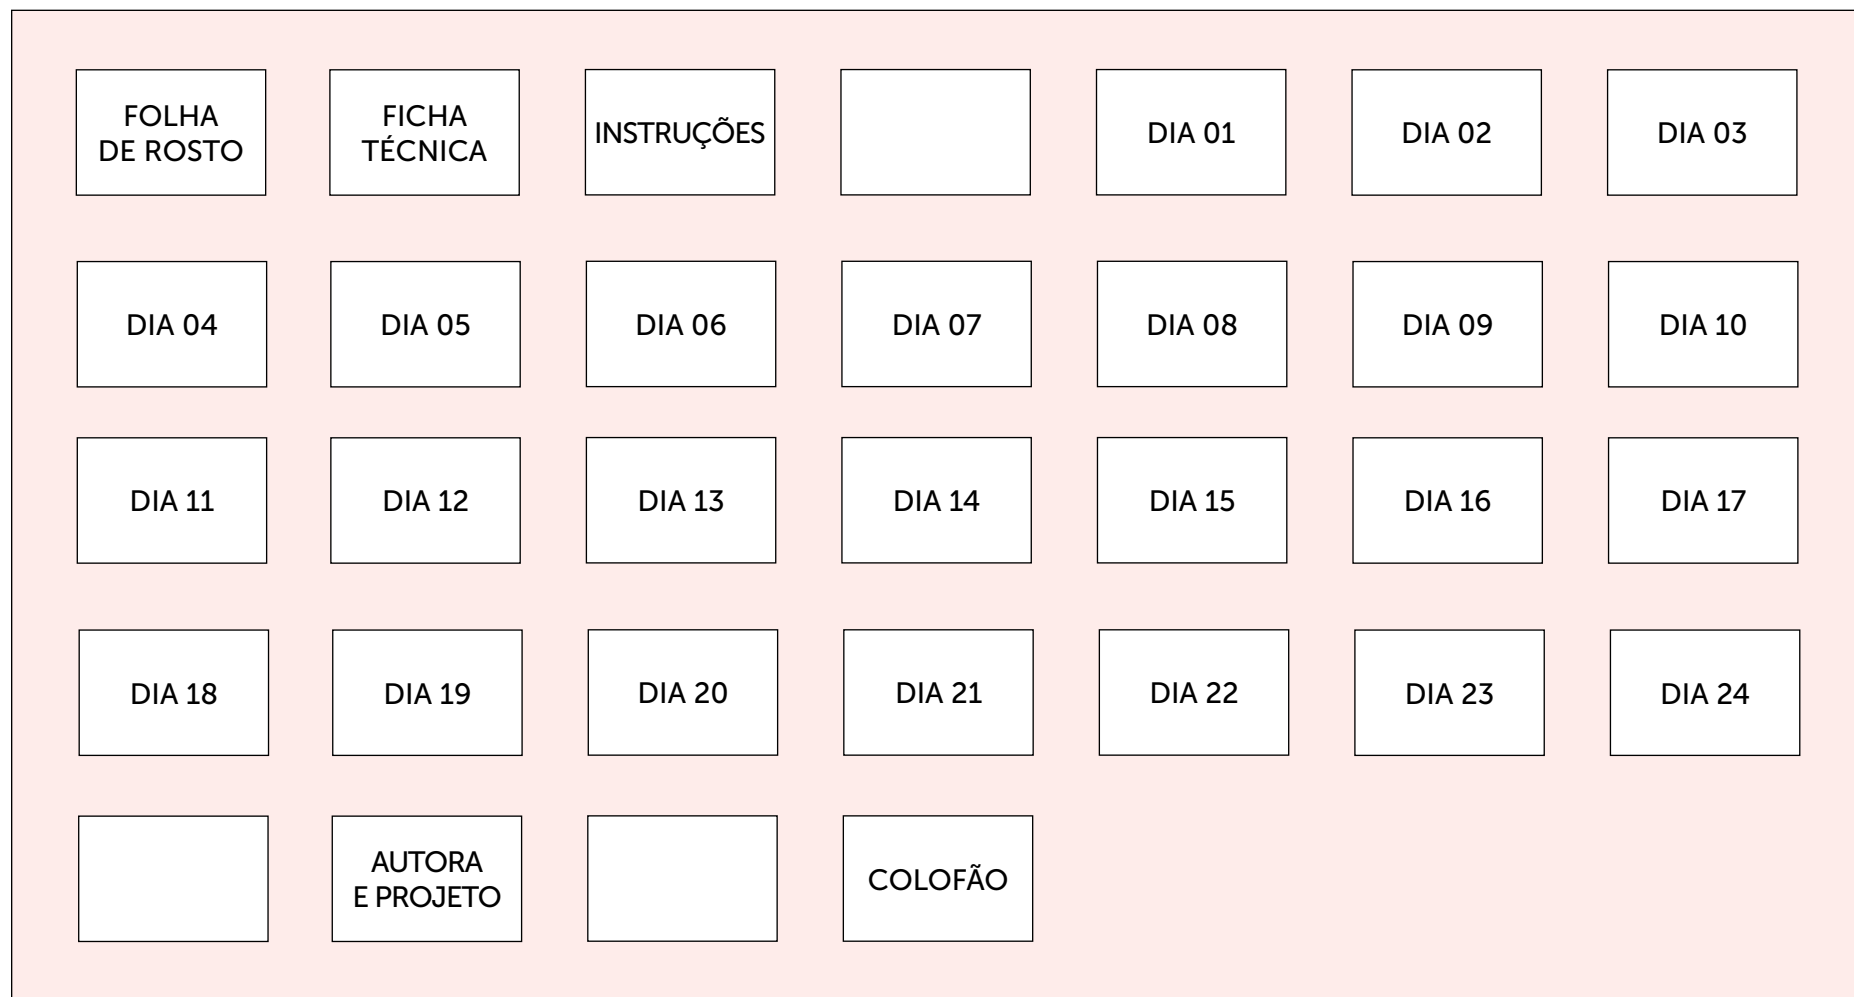 FOLHA
DE ROSTO
FICHA
TÉCNICA
INSTRUÇÕES
DIA 01
DIA 02
DIA 03
DIA 04
DIA 05
DIA 06
DIA 07
DIA 08
DIA 09
DIA 10
DIA 11
DIA 12
DIA 13
DIA 14
DIA 15
DIA 16
DIA 17
DIA 18
DIA 19
DIA 20
DIA 21
DIA 22
DIA 23
DIA 24
AUTORA
E PROJETO
COLOFÃO